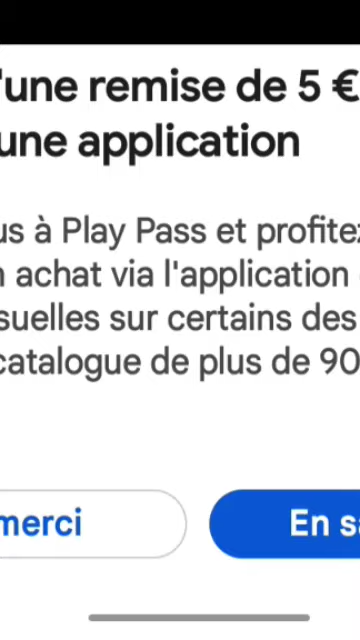 'une remise de 5 €
une application
us à Play Pass et profitez
achat via l'application
suelles sur certains des
catalogue de plus de 90
merci
En sa